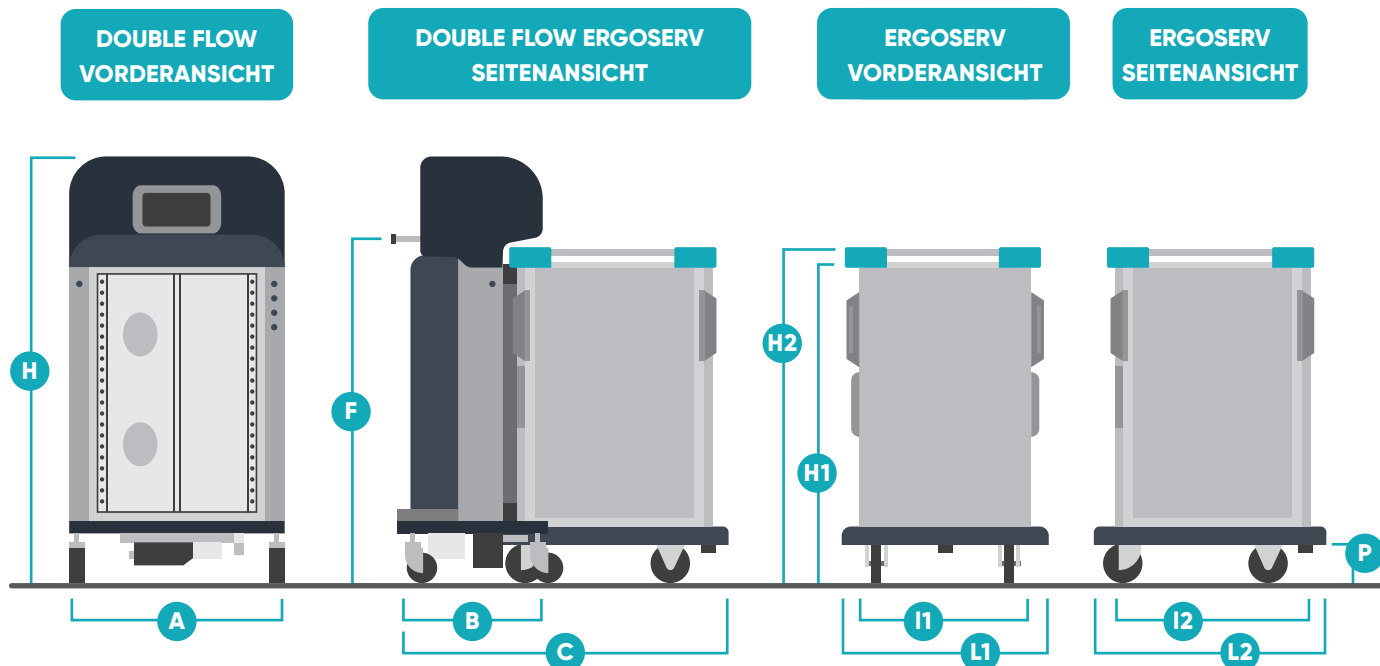 DOUBLE FLOW
VORDERANSICHT
DOUBLE FLOW ERGOSERV
SEITENANSICHT
ERGOSERV
VORDERANSICHT
ERGOSERV
SEITENANSICHT
H
F
H2
H1
P
A
B
C
l1
L1
l2
L2